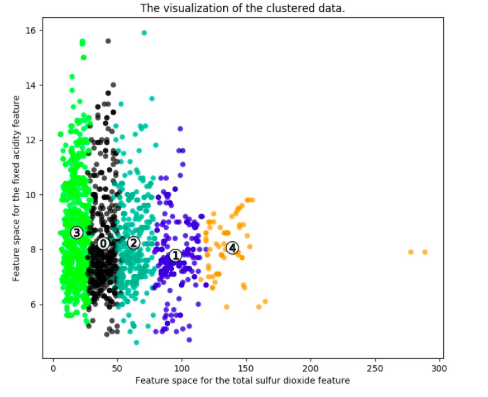 The visualization of the clustered data.
16
14
12
10
8
6
Feature space for the fixed acidity feature
3 0 2 1 4
0 50 100 150 200 250 300
Feature space for the total sulfur dioxide feature